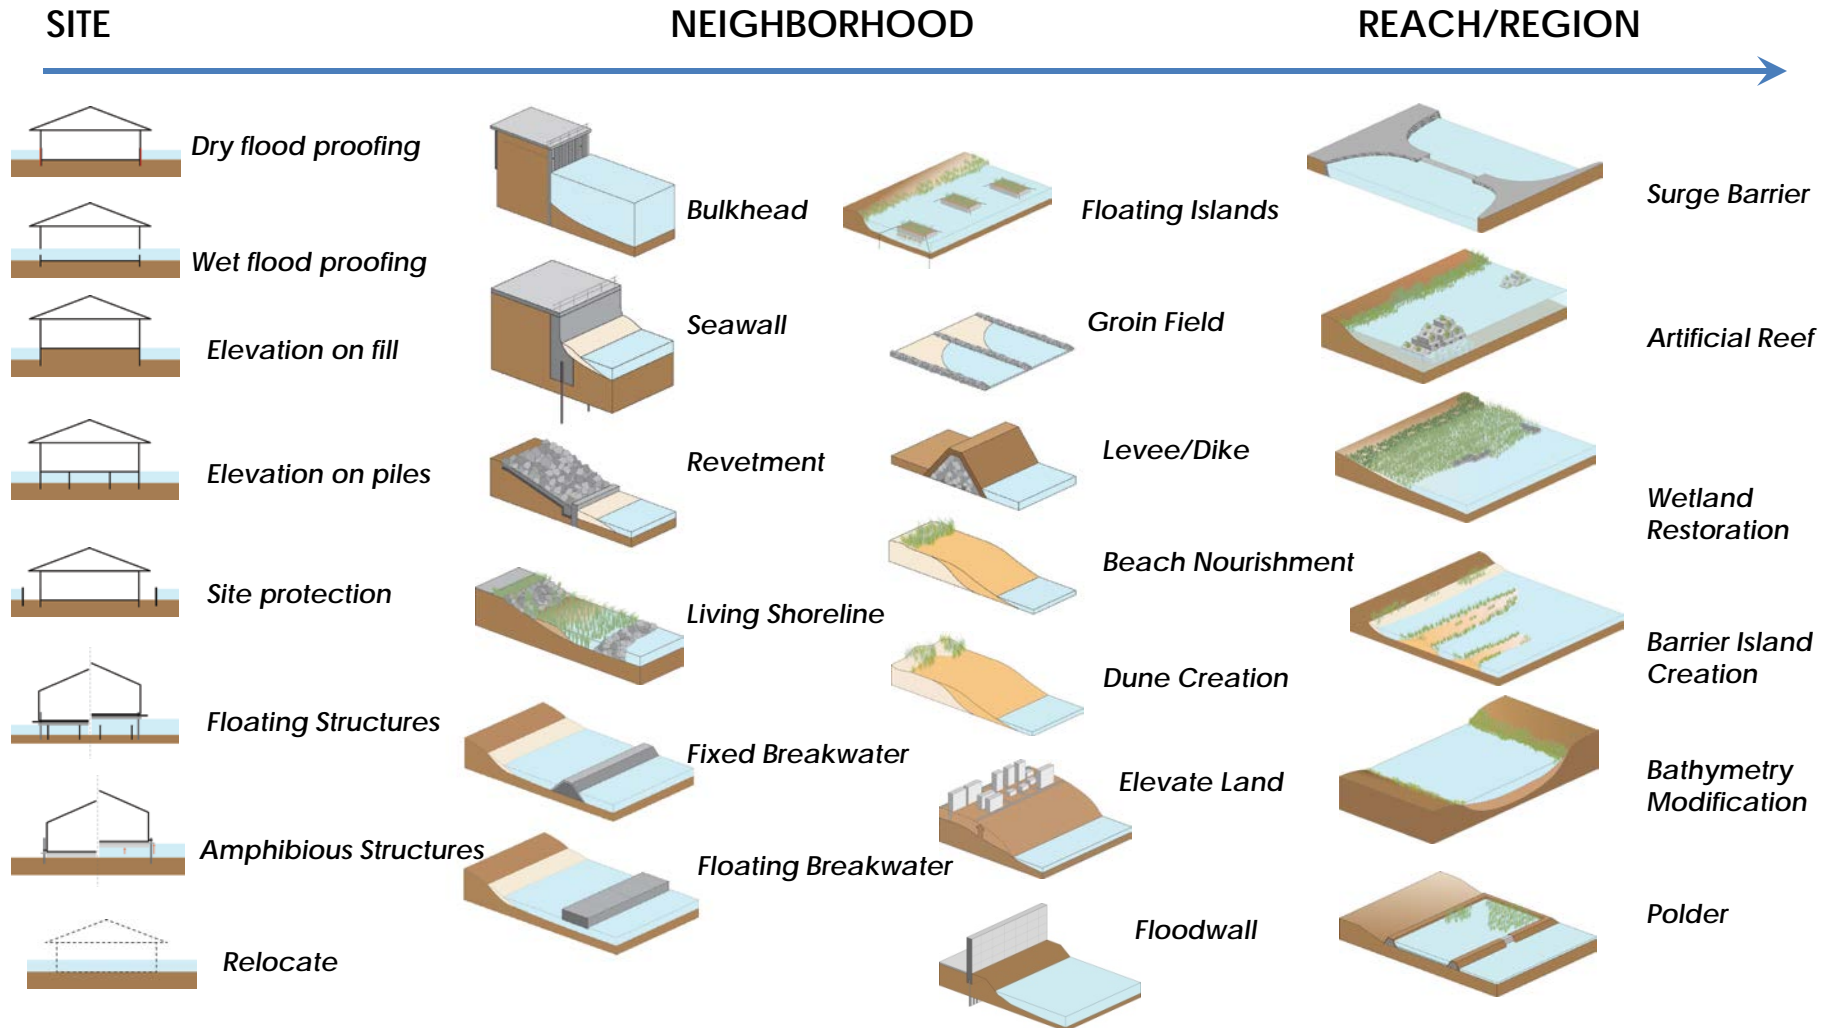 SITE
NEIGHBORHOOD
REACH/REGION
Dry flood proofing
Wet flood proofing
Elevation on fill
Elevation on piles
Site protection
Floating Structures
Amphibious Structures
Relocate
Bulkhead
Seawall
Revetment
Living Shoreline
Fixed Breakwater
Floating Breakwater
Floating Islands
Groin Field
Levee/Dike
Beach Nourishment
Dune Creation
Elevate Land
Floodwall
Surge Barrier
Artificial Reef
Wetland
Restoration
Barrier Island
Creation
Bathymetry
Modification
Polder